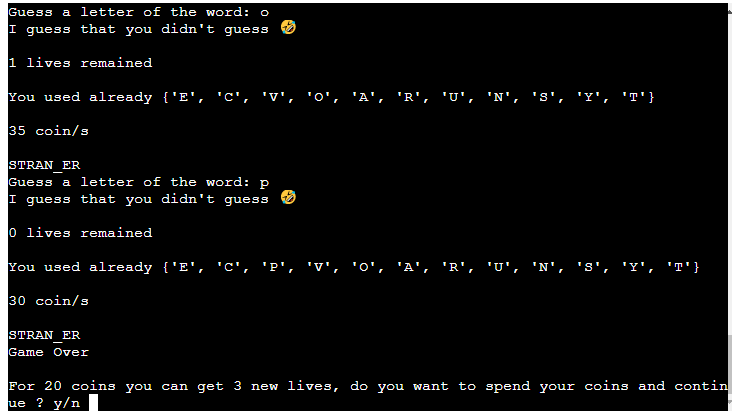 Guess a letter of the word: o
I guess that you didn't guess 🤣
1 lives remained
You used already {'E', 'C', 'V', 'O', 'A', 'R', 'U', 'N', 'S', 'Y', 'T'}
35 coin/s
STRAN_ER
Guess a letter of the word: p
I guess that you didn't guess 🤣
0 lives remained
You used already {'E', 'C', 'P', 'V', 'O', 'A', 'R', 'U', 'N', 'S', 'Y', 'T'}
30 coin/s
STRAN_ER
Game Over
For 20 coins you can get 3 new lives, do you want to spend your coins and contin
ue ? y/n